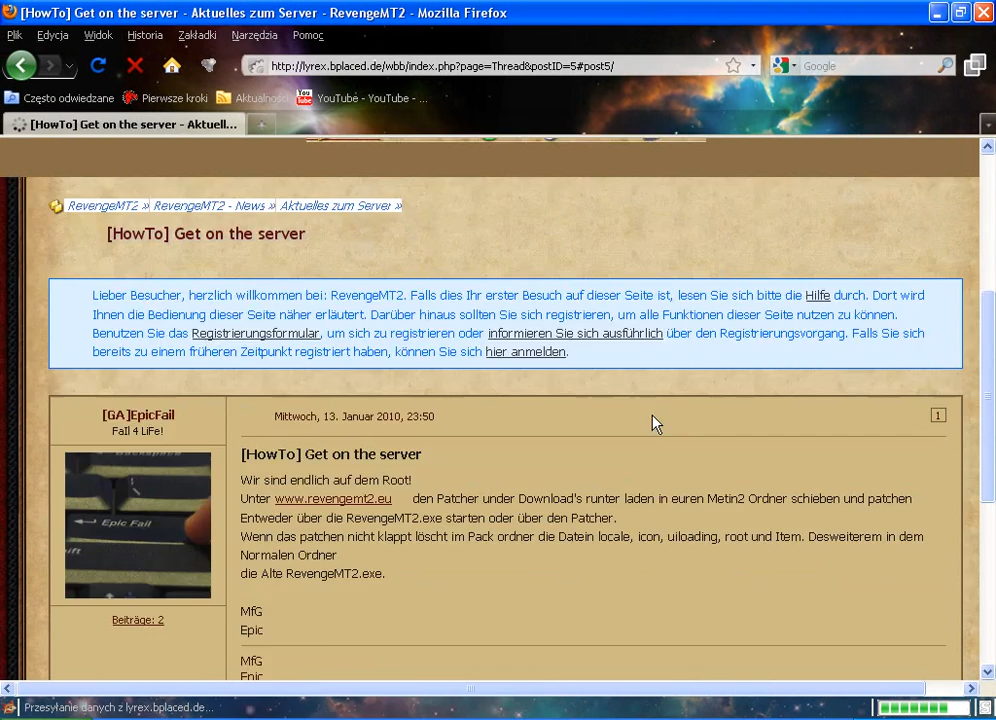 [HowTo] Get on the server - Aktuelles zum Server - RevengeMT2 - Mozilla Firefox
Plik Edycja Widok Historia Zakładki Narzędzia Pomoc
http://lyrex.bplaced.de/wbb/index.php?page=Thread&postID=5#post5/ Google
Często odwiedzane Pierwsze kroki Aktualności YouTube - YouTube - ...
[HowTo] Get on the server - Aktuell...
RevengeMT2 » RevengeMT2 - News » Aktuelles zum Server »
[HowTo] Get on the server
Lieber Besucher, herzlich willkommen bei: RevengeMT2. Falls dies Ihr erster Besuch auf dieser Seite ist, lesen Sie sich bitte die Hilfe durch. Dort wird
Ihnen die Bedienung dieser Seite näher erläutert. Darüber hinaus sollten Sie sich registrieren, um alle Funktionen dieser Seite nutzen zu können.
Benutzen Sie das Registrierungsformular, um sich zu registrieren oder informieren Sie sich ausführlich über den Registrierungsvorgang. Falls Sie sich
bereits zu einem früheren Zeitpunkt registriert haben, können Sie sich hier anmelden.
[GA]EpicFail
FaIl 4 LiFe!
Mittwoch, 13. Januar 2010, 23:50
1
[HowTo] Get on the server
Wir sind endlich auf dem Root!
Unter www.revengemt2.eu den Patcher under Download's runter laden in euren Metin2 Ordner schieben und patchen
Entweder über die RevengeMT2.exe starten oder über den Patcher.
Wenn das patchen nicht klappt löscht im Pack ordner die Datein locale, icon, uiloading, root und Item. Desweiterem in dem
Normalen Ordner
die Alte RevengeMT2.exe.
MfG
Epic
MfG
Epic
Backspace
Epic Fail
ift
Beiträge: 2
Przesyłanie danych z lyrex.bplaced.de...